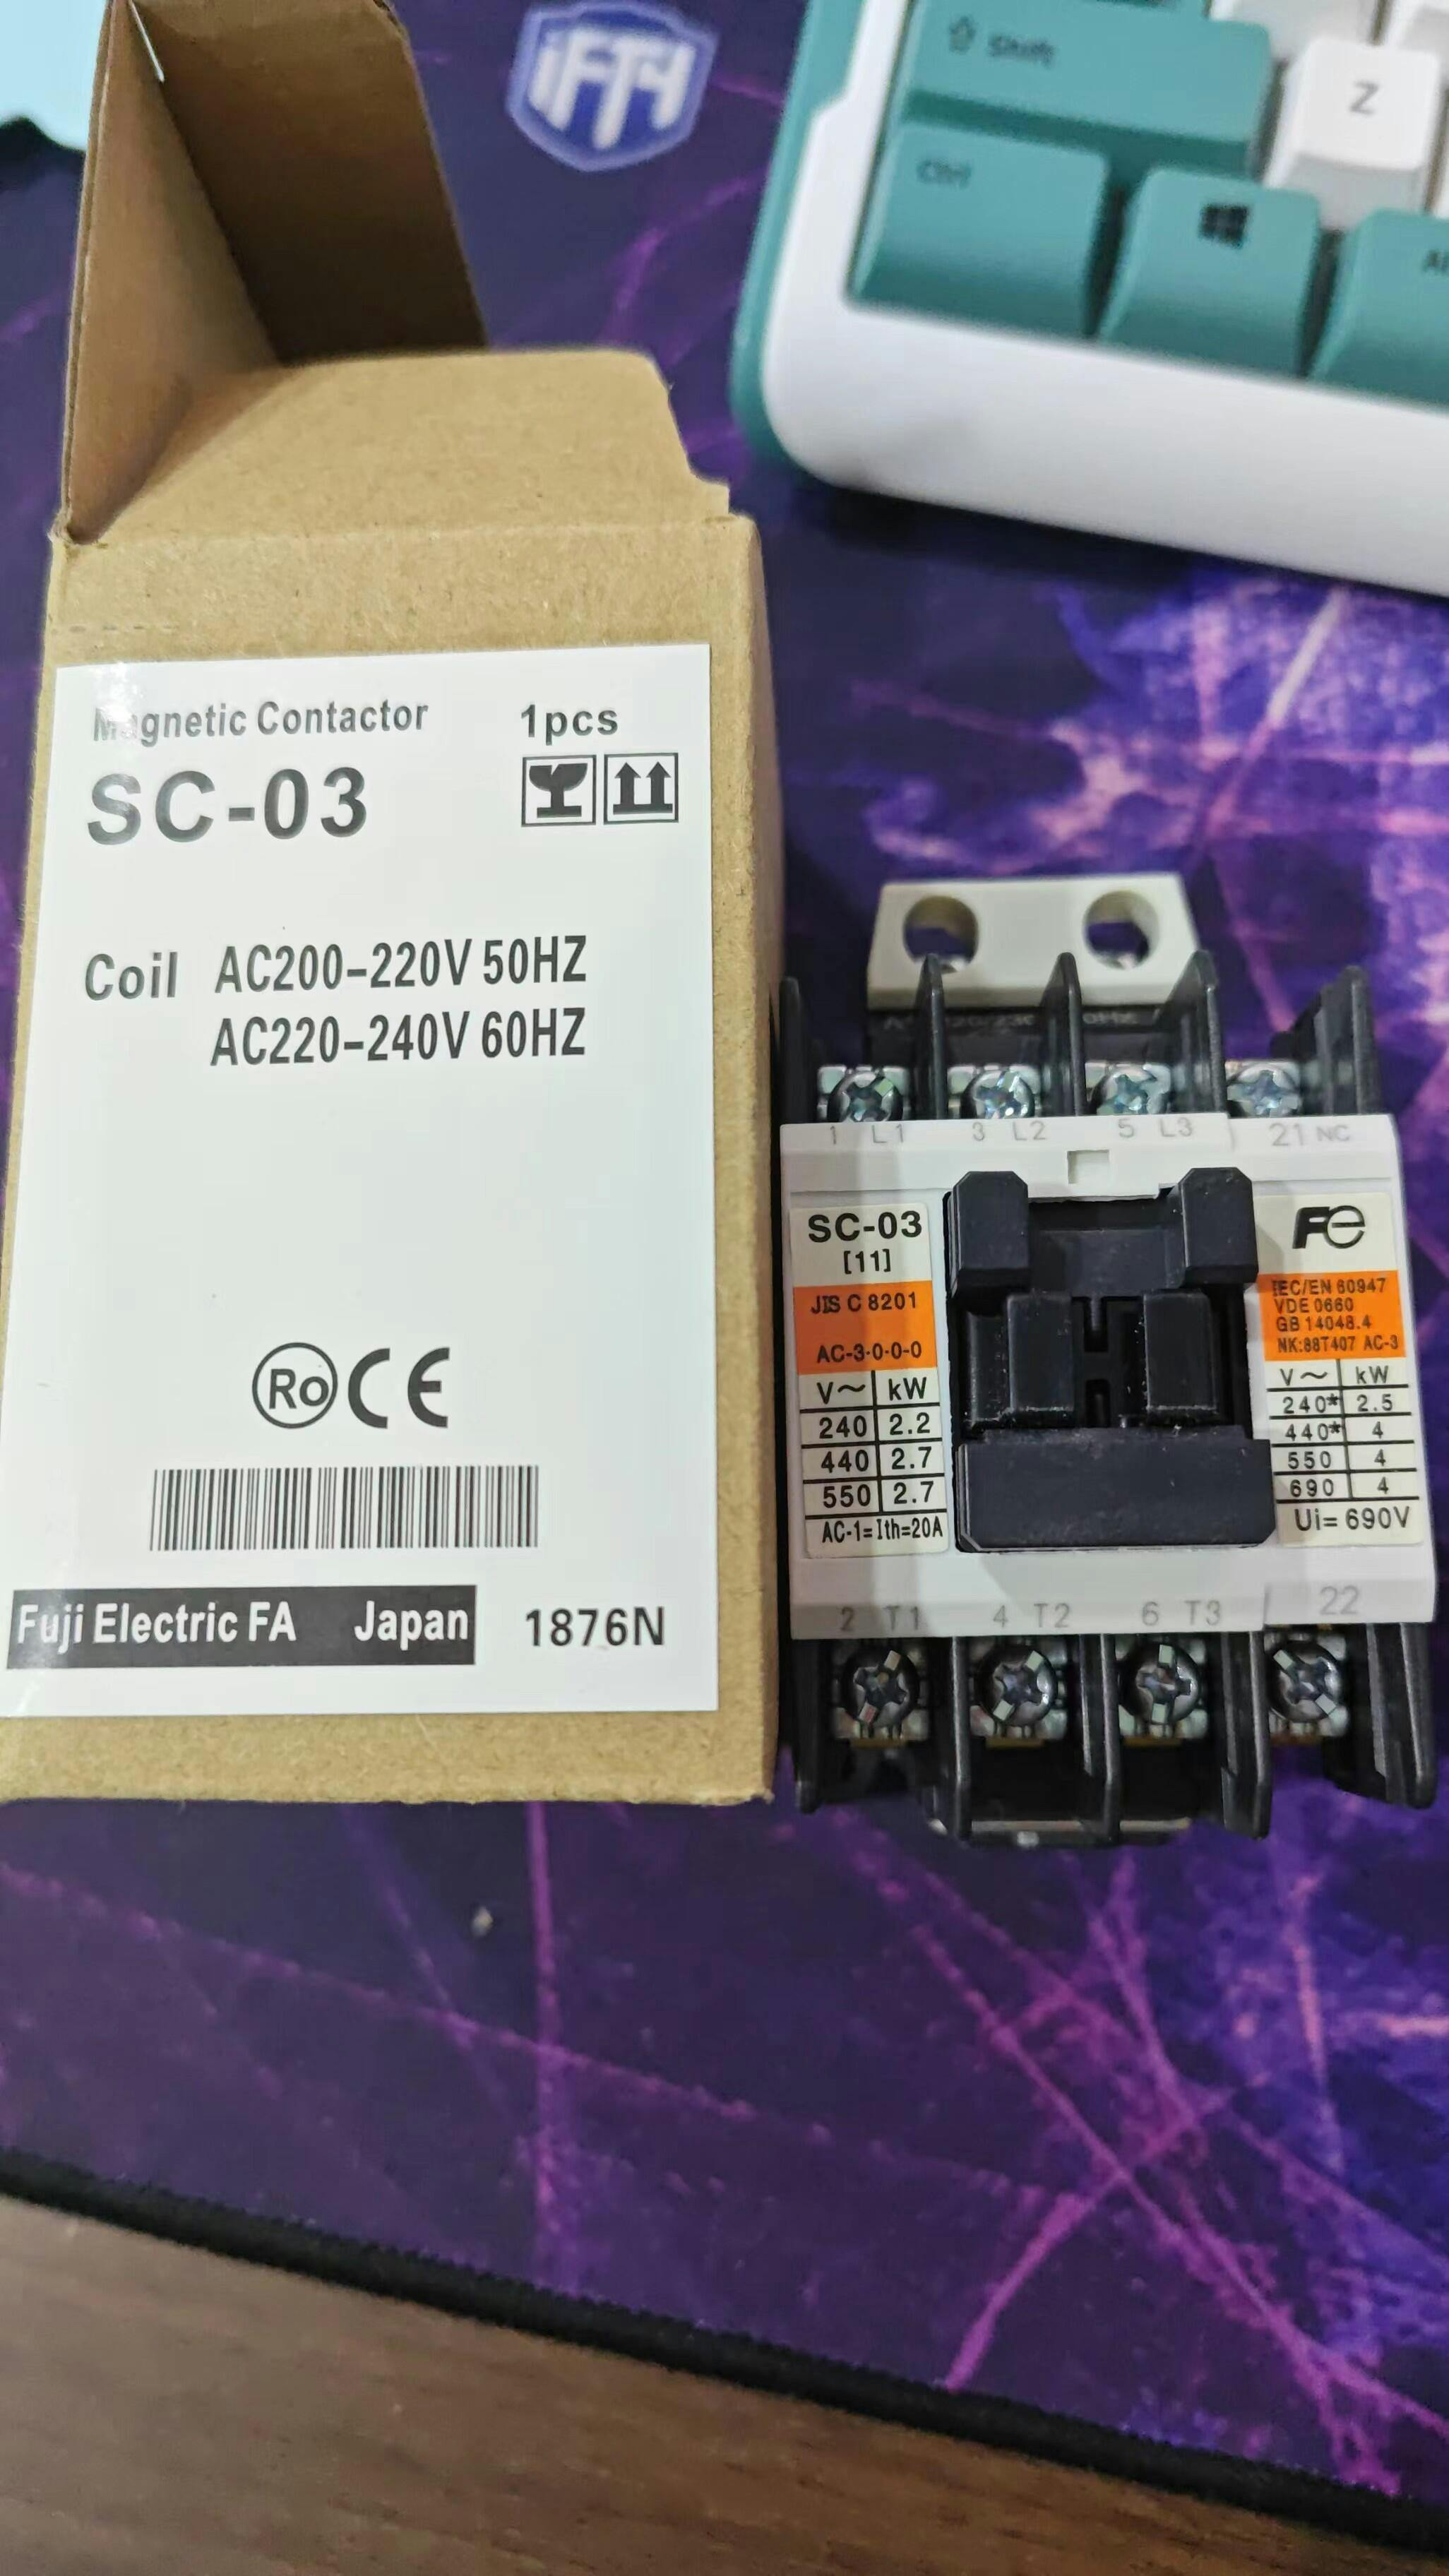 iFTY
Shift
Z
Ctrl
Magnetic Contactor 1pcs
SC-03
Coil AC200-220V 50HZ
AC220-240V 60HZ
Ro CE
Fuji Electric FA Japan 1876N
1 L1 3 L2 5 L3 21 NC
SC-03
[11]
JIS C 8201
AC-3·0-0-0
V~ kW
240 2.2
440 2.7
550 2.7
AC-1=Ith=20A
Fe
IEC/EN 60947
VDE 0660
GB 14048.4
NK:88T407 AC-3
V~ kW
240* 2.5
440* 4
550 4
690 4
Ui= 690V
2 T1 4 T2 6 T3 22